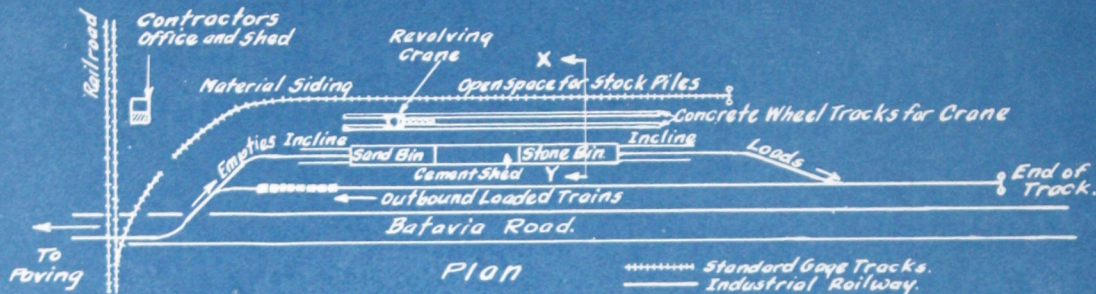 Contractors
Office and Shed
Railroad
Revolving
Crane
X
Material Siding
Open space for Stock Piles
Concrete Wheel Tracks for Crane
Empties
Incline
Sand Bin
Stone Bin
Incline
Loads
Cement Shed
Y
Outbound Loaded Trains
End of
Track.
Batavia Road.
To
Paving
Plan
Standard Gage Tracks.
Industrial Railway.